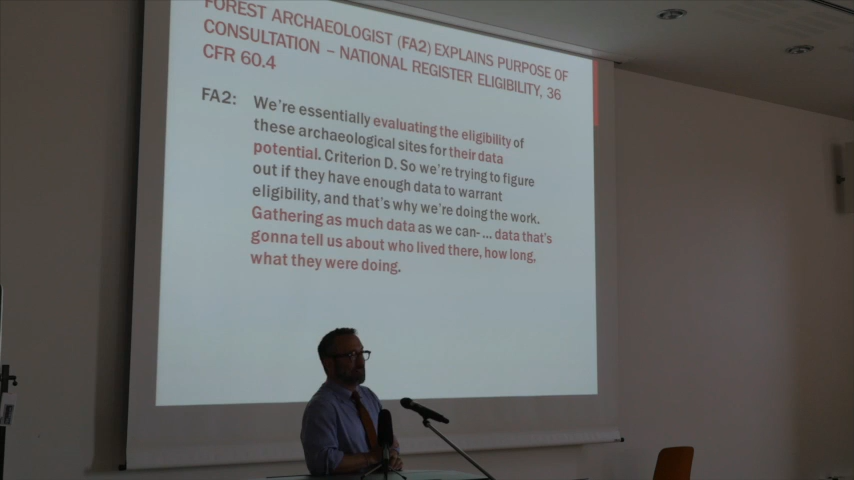 FOREST ARCHAEOLOGIST (FA2) EXPLAINS PURPOSE OF
CONSULTATION – NATIONAL REGISTER ELIGIBILITY, 36
CFR 60.4
FA2: We're essentially evaluating the eligibility of
these archaeological sites for their data
potential. Criterion D. So we're trying to figure
out if they have enough data to warrant
eligibility, and that's why we're doing the work.
Gathering as much data as we can- ... data that's
gonna tell us about who lived there, how long,
what they were doing.